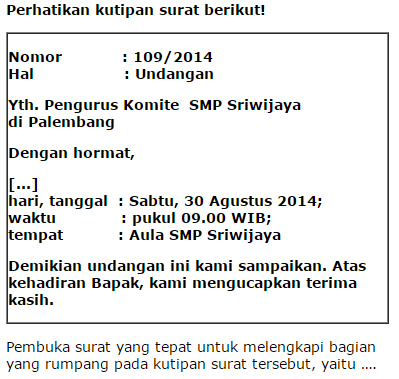 Perhatikan kutipan surat berikut!
Nomor : 109/2014
Hal : Undangan
Yth. Pengurus Komite SMP Sriwijaya
di Palembang
Dengan hormat,
[...]
hari, tanggal : Sabtu, 30 Agustus 2014;
waktu : pukul 09.00 WIB;
tempat : Aula SMP Sriwijaya
Demikian undangan ini kami sampaikan. Atas
kehadiran Bapak, kami mengucapkan terima
kasih.
Pembuka surat yang tepat untuk melengkapi bagian
yang rumpang pada kutipan surat tersebut, yaitu ....